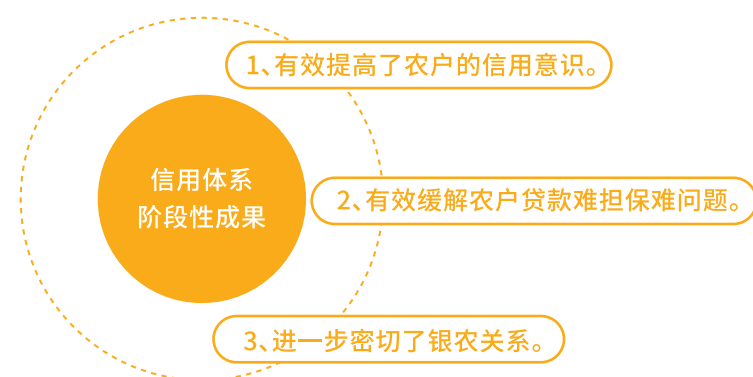 1、有效提高了农户的信用意识。
信用体系
阶段性成果
2、有效缓解农户贷款难担保难问题。
3、进一步密切了银农关系。